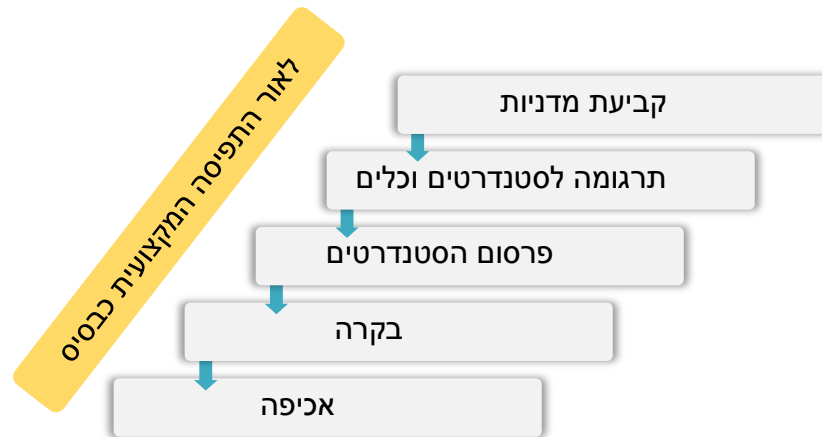 לאור התפיסה המקצועית כבסיס
קביעת מדניות
תרגומה לסטנדרטים וכלים
פרסום הסטנדרטים
בקרה
אכיפה